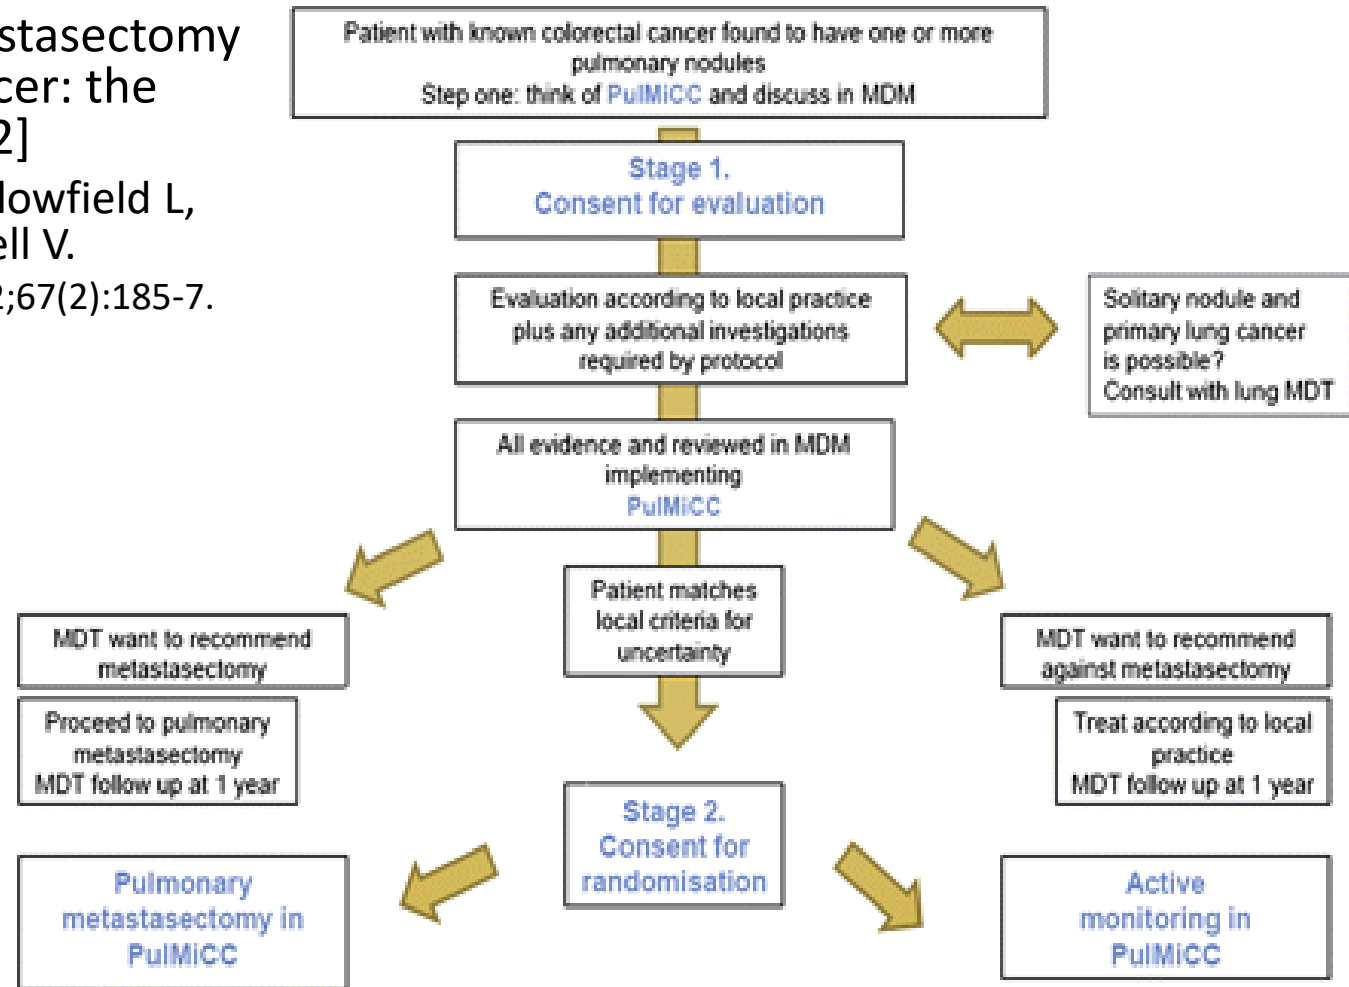 stasectomy
cer: the
2]
lowfield L,
ell V.
2;67(2):185-7.
Patient with known colorectal cancer found to have one or more
pulmonary nodules
Step one: think of PulMiCC and discuss in MDM
Stage 1.
Consent for evaluation
Evaluation according to local practice
plus any additional investigations
required by protocol
Solitary nodule and
primary lung cancer
is possible?
Consult with lung MDT
All evidence and reviewed in MDM
implementing
PulMiCC
Patient matches
local criteria for
uncertainty
MDT want to recommend
metastasectomy
Proceed to pulmonary
metastasectomy
MDT follow up at 1 year
MDT want to recommend
against metastasectomy
Treat according to local
practice
MDT follow up at 1 year
Stage 2.
Consent for
randomisation
Pulmonary
metastasectomy in
PulMiCC
Active
monitoring in
PulMiCC